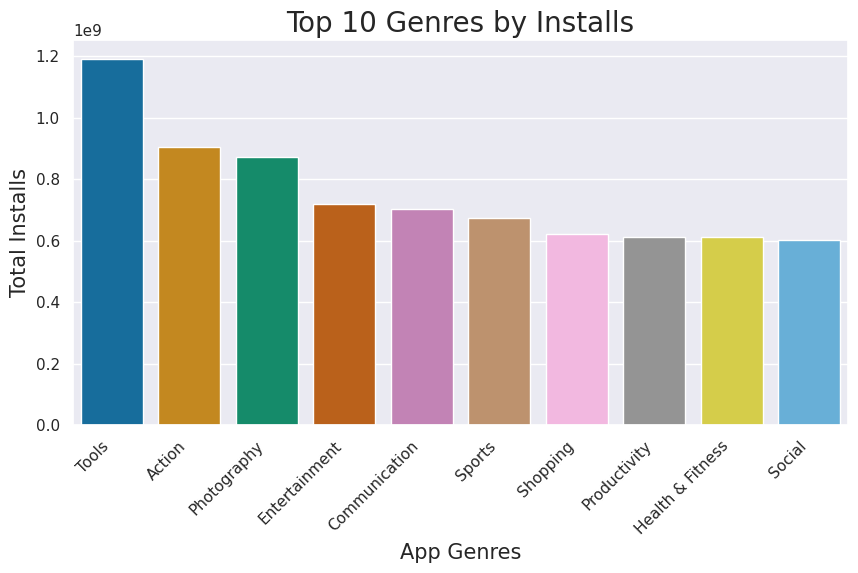 Top 10 Genres by Installs
1e9
1.2
1.0
0.8
0.6
0.4
0.2
0.0
Total Installs
Tools
Action
Photography
Entertainment
Communication
Sports
Shopping
Productivity
Health & Fitness
Social
App Genres